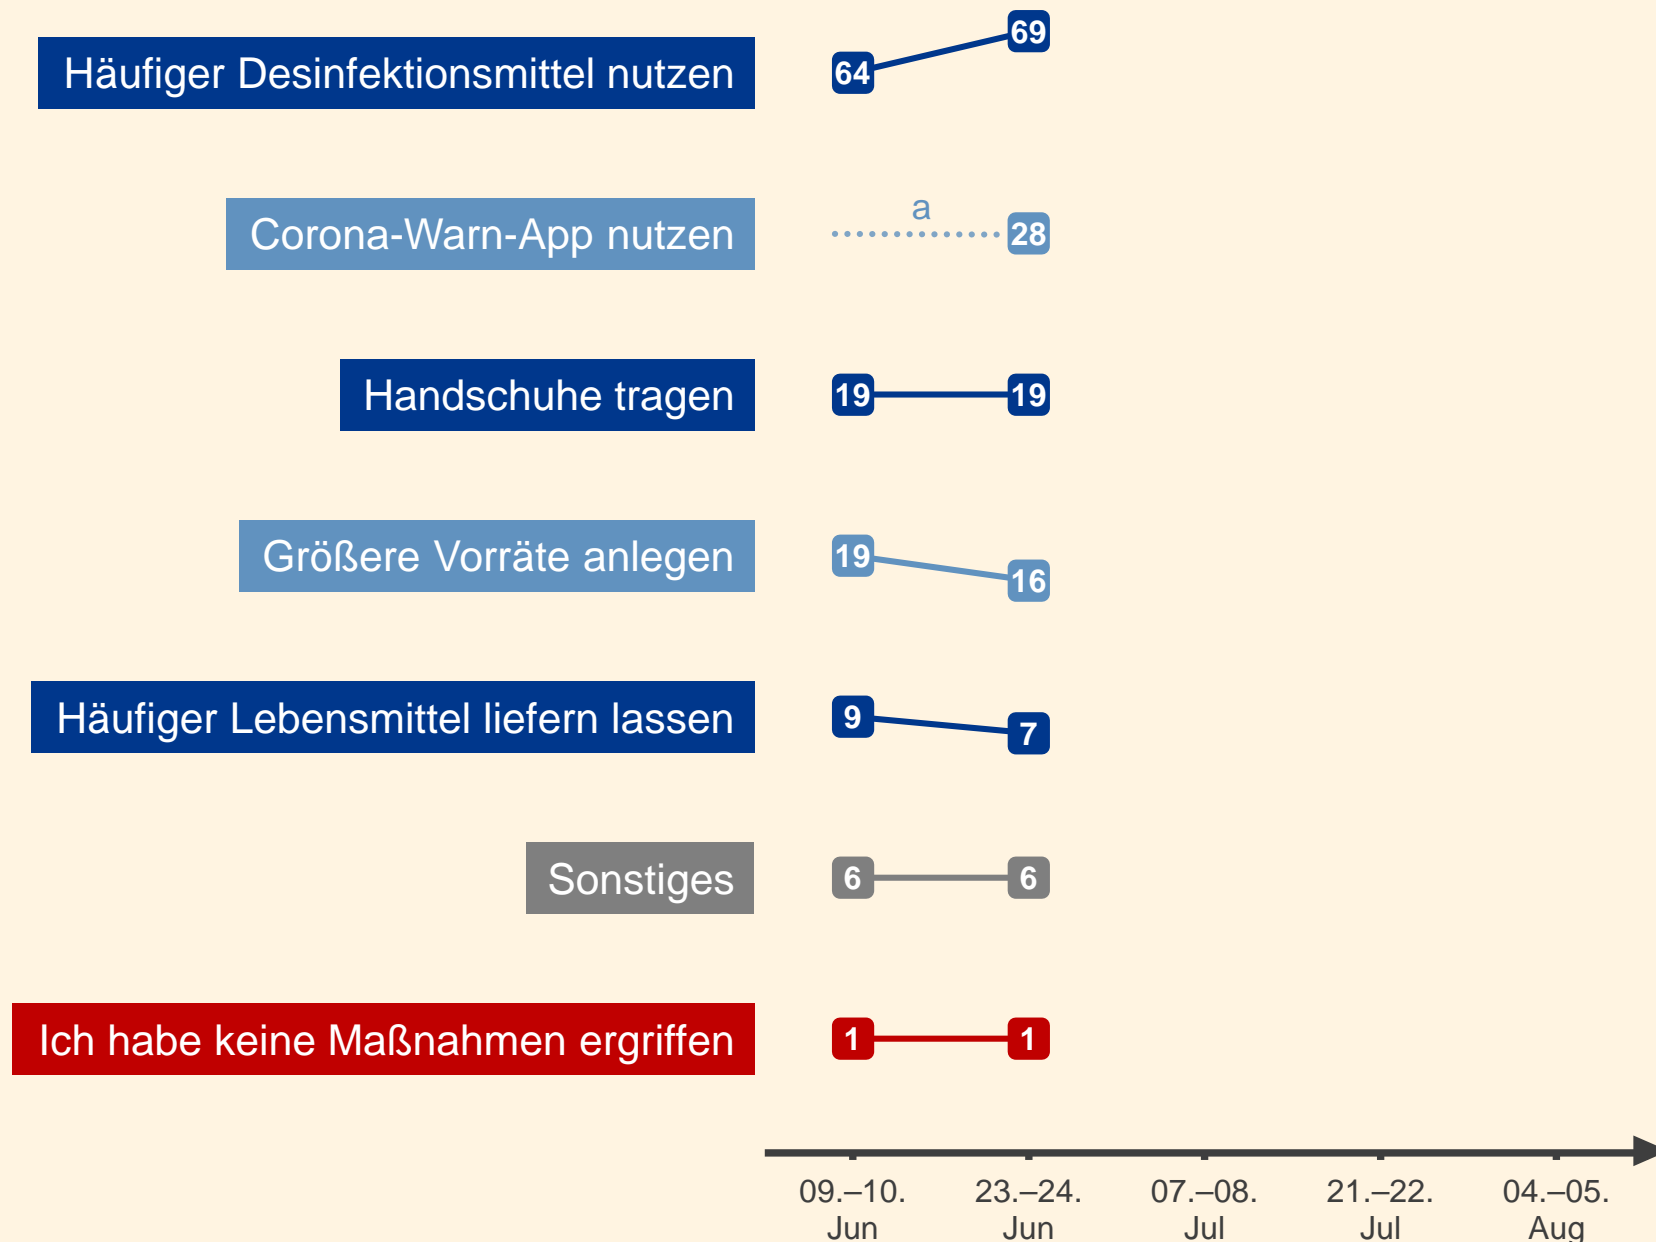 Häufiger Desinfektionsmittel nutzen 64 69
Corona-Warn-App nutzen a 28
Handschuhe tragen 19 19
Größere Vorräte anlegen 19 16
Häufiger Lebensmittel liefern lassen 9 7
Sonstiges 6 6
Ich habe keine Maßnahmen ergriffen 1 1
09.–10. 23.–24. 07.–08. 21.–22. 04.–05.
Jun Jun Jul Jul Aug